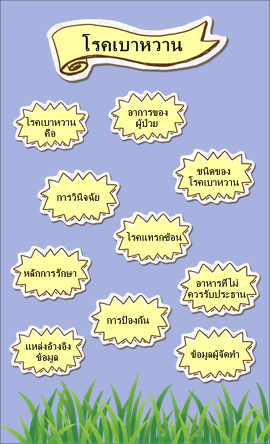 โรคเบาหวาน
โรคเบาหวาน
คือ
อาการของ
ผู้ป่วย
ชนิดของ
โรคเบาหวาน
การวินิจฉัย
โรคแทรกซ้อน
หลักการรักษา
อาหารที่ไม่
ควรรับประธาน
การป้องกัน
แหล่งอ้างอิง
ข้อมูล
ข้อมูลผู้จัดทำ